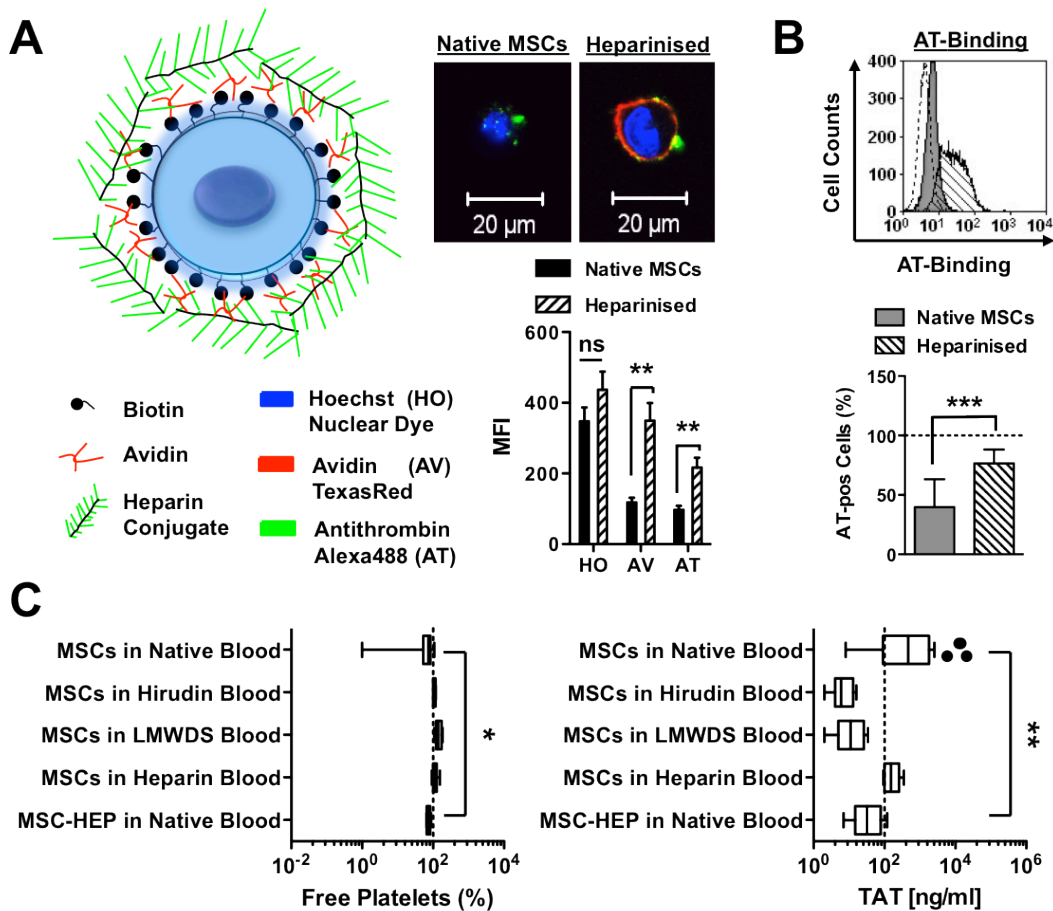 A
Native MSCs
Heparinised
20 µm
20 µm
Biotin
Avidin
Heparin
Conjugate
Hoechst (HO)
Nuclear Dye
Avidin (AV)
TexasRed
Antithrombin
Alexa488 (AT)
Native MSCs
Heparinised
MFI
600
400
200
0
ns
**
**
HO AV AT
B
AT-Binding
Cell Counts
400
300
200
100
0
10⁰ 10¹ 10² 10³ 10⁴
AT-Binding
Native MSCs
Heparinised
AT-pos Cells (%)
150
100
50
0
***
C
MSCs in Native Blood
MSCs in Hirudin Blood
MSCs in LMWDS Blood
MSCs in Heparin Blood
MSC-HEP in Native Blood
*
10⁻² 10⁰ 10² 10⁴
Free Platelets (%)
MSCs in Native Blood
MSCs in Hirudin Blood
MSCs in LMWDS Blood
MSCs in Heparin Blood
MSC-HEP in Native Blood
**
10⁰ 10² 10⁴ 10⁶
TAT [ng/ml]